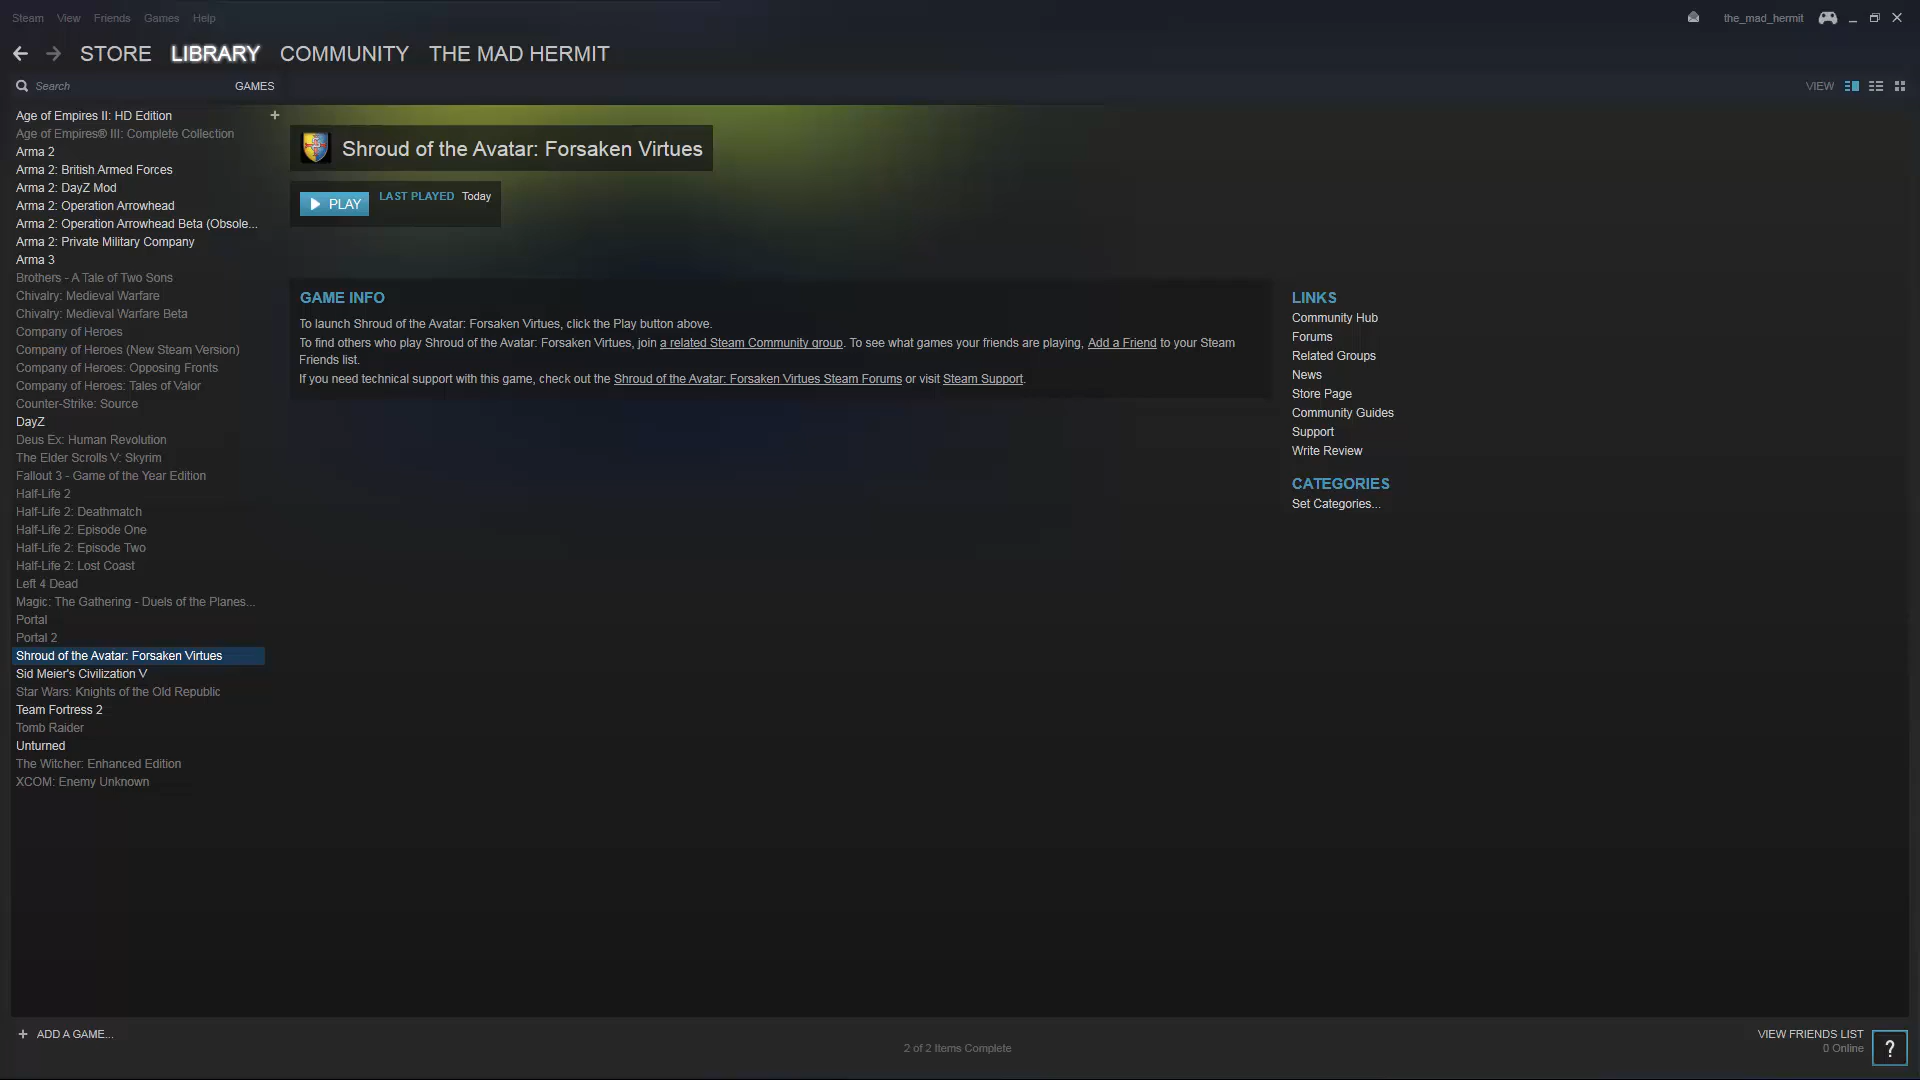 Steam View Friends Games Help
the_mad_hermit
STORE LIBRARY COMMUNITY THE MAD HERMIT
Search GAMES
VIEW
Age of Empires II: HD Edition
Age of Empires® III: Complete Collection
Arma 2
Arma 2: British Armed Forces
Arma 2: DayZ Mod
Arma 2: Operation Arrowhead
Arma 2: Operation Arrowhead Beta (Obsole...
Arma 2: Private Military Company
Arma 3
Brothers - A Tale of Two Sons
Chivalry: Medieval Warfare
Chivalry: Medieval Warfare Beta
Company of Heroes
Company of Heroes (New Steam Version)
Company of Heroes: Opposing Fronts
Company of Heroes: Tales of Valor
Counter-Strike: Source
DayZ
Deus Ex: Human Revolution
The Elder Scrolls V: Skyrim
Fallout 3 - Game of the Year Edition
Half-Life 2
Half-Life 2: Deathmatch
Half-Life 2: Episode One
Half-Life 2: Episode Two
Half-Life 2: Lost Coast
Left 4 Dead
Magic: The Gathering - Duels of the Planes...
Portal
Portal 2
Shroud of the Avatar: Forsaken Virtues
Sid Meier's Civilization V
Star Wars: Knights of the Old Republic
Team Fortress 2
Tomb Raider
Unturned
The Witcher: Enhanced Edition
XCOM: Enemy Unknown
Shroud of the Avatar: Forsaken Virtues
PLAY LAST PLAYED Today
GAME INFO
To launch Shroud of the Avatar: Forsaken Virtues, click the Play button above.
To find others who play Shroud of the Avatar: Forsaken Virtues, join a related Steam Community group. To see what games your friends are playing, Add a Friend to your Steam
Friends list.
If you need technical support with this game, check out the Shroud of the Avatar: Forsaken Virtues Steam Forums or visit Steam Support.
LINKS
Community Hub
Forums
Related Groups
News
Store Page
Community Guides
Support
Write Review
CATEGORIES
Set Categories...
+ ADD A GAME...
2 of 2 Items Complete
VIEW FRIENDS LIST
0 Online
?